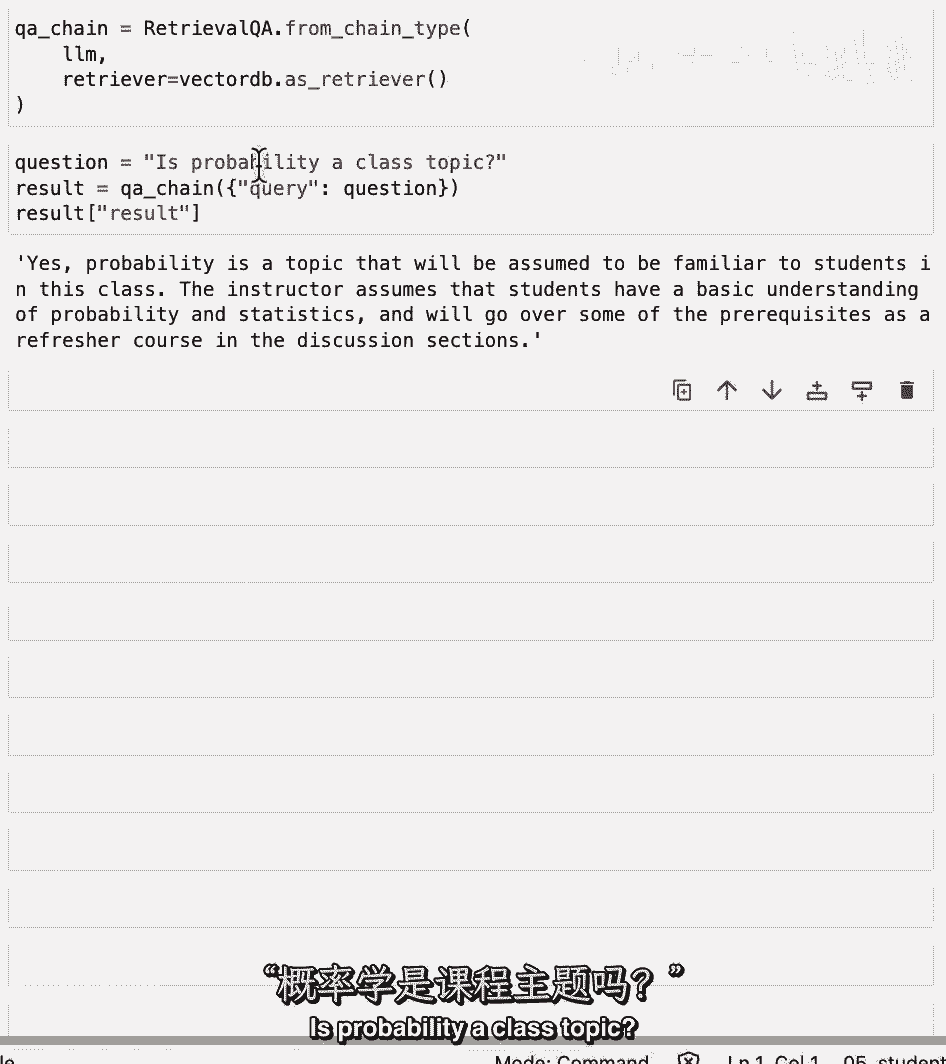 qa_chain = RetrievalQA.from_chain_type(
    llm,
    retriever=vectordb.as_retriever()
)
question = "Is probability a class topic?"
result = qa_chain({"query": question})
result["result"]
'Yes, probability is a topic that will be assumed to be familiar to students i
n this class. The instructor assumes that students have a basic understanding
of probability and statistics, and will go over some of the prerequisites as a
refresher course in the discussion sections.'
“概率学是课程主题吗？”
Is probability a class topic?
Mode: Command Ln 1, Col 1 05_student